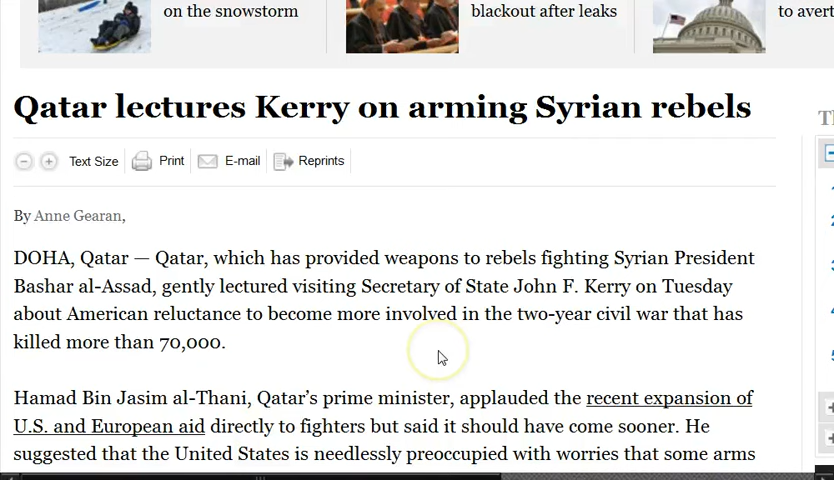 on the snowstorm
blackout after leaks
to avert
Qatar lectures Kerry on arming Syrian rebels
Text Size
Print
E-mail
Reprints
By Anne Gearan,
DOHA, Qatar — Qatar, which has provided weapons to rebels fighting Syrian President
Bashar al-Assad, gently lectured visiting Secretary of State John F. Kerry on Tuesday
about American reluctance to become more involved in the two-year civil war that has
killed more than 70,000.
Hamad Bin Jasim al-Thani, Qatar’s prime minister, applauded the recent expansion of
U.S. and European aid directly to fighters but said it should have come sooner. He
suggested that the United States is needlessly preoccupied with worries that some arms